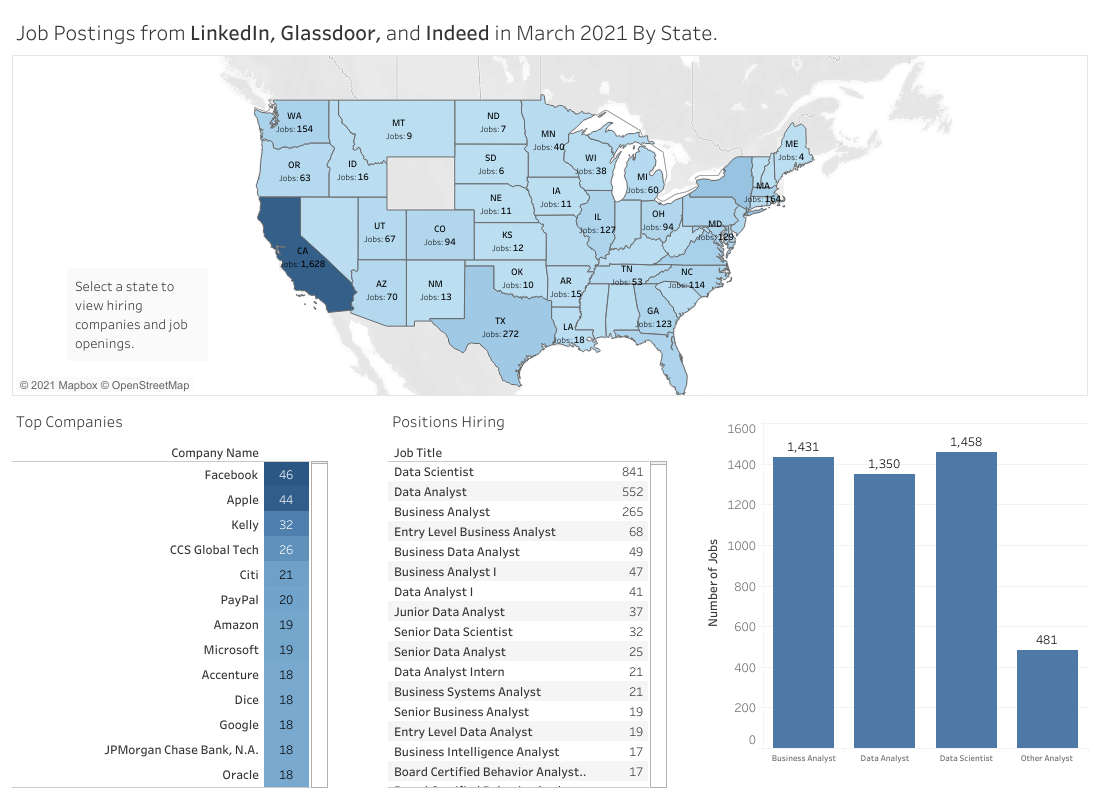 Job Postings from LinkedIn, Glassdoor, and Indeed in March 2021 By State.
WA
Jobs: 154
MT
Jobs: 9
ND
Jobs: 7
MN
Jobs: 40
ME
Jobs: 4
OR
Jobs: 63
ID
Jobs: 16
SD
Jobs: 6
WI
Jobs: 38
MI
Jobs: 60
MA
Jobs: 164
NE
Jobs: 11
IA
Jobs: 11
IL
Jobs: 127
OH
Jobs: 94
MD
Jobs: 129
UT
Jobs: 67
CO
Jobs: 94
KS
Jobs: 12
CA
Jobs: 1,628
AZ
Jobs: 70
NM
Jobs: 13
OK
Jobs: 10
AR
Jobs: 15
TN
Jobs: 53
NC
Jobs: 114
TX
Jobs: 272
LA
Jobs: 18
GA
Jobs: 123
Select a state to
view hiring
companies and job
openings.
© 2021 Mapbox © OpenStreetMap
Top Companies
Company Name
Facebook 46
Apple 44
Kelly 32
CCS Global Tech 26
Citi 21
PayPal 20
Amazon 19
Microsoft 19
Accenture 18
Dice 18
Google 18
JPMorgan Chase Bank, N.A. 18
Oracle 18
Positions Hiring
Job Title
Data Scientist 841
Data Analyst 552
Business Analyst 265
Entry Level Business Analyst 68
Business Data Analyst 49
Business Analyst I 47
Data Analyst I 41
Junior Data Analyst 37
Senior Data Scientist 32
Senior Data Analyst 25
Data Analyst Intern 21
Business Systems Analyst 21
Senior Business Analyst 19
Entry Level Data Analyst 19
Business Intelligence Analyst 17
Board Certified Behavior Analyst.. 17
Number of Jobs
1600
1400
1200
1000
800
600
400
200
0
1,431
1,350
1,458
481
Business Analyst
Data Analyst
Data Scientist
Other Analyst